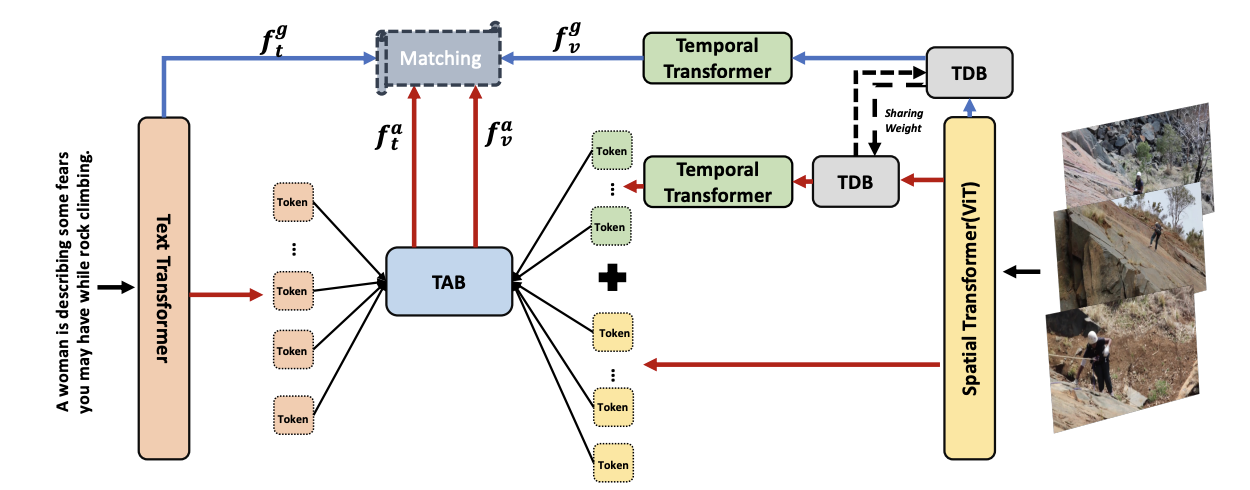 f_t^g
Matching
f_v^g
Temporal
Transformer
TDB
Sharing
Weight
f_t^a
f_v^a
Token
⋮
Token
Temporal
Transformer
TDB
A woman is describing some fears
you may have while rock climbing.
Text Transformer
Token
⋮
Token
Token
Token
TAB
Token
⋮
Token
Token
Spatial Transformer(ViT)